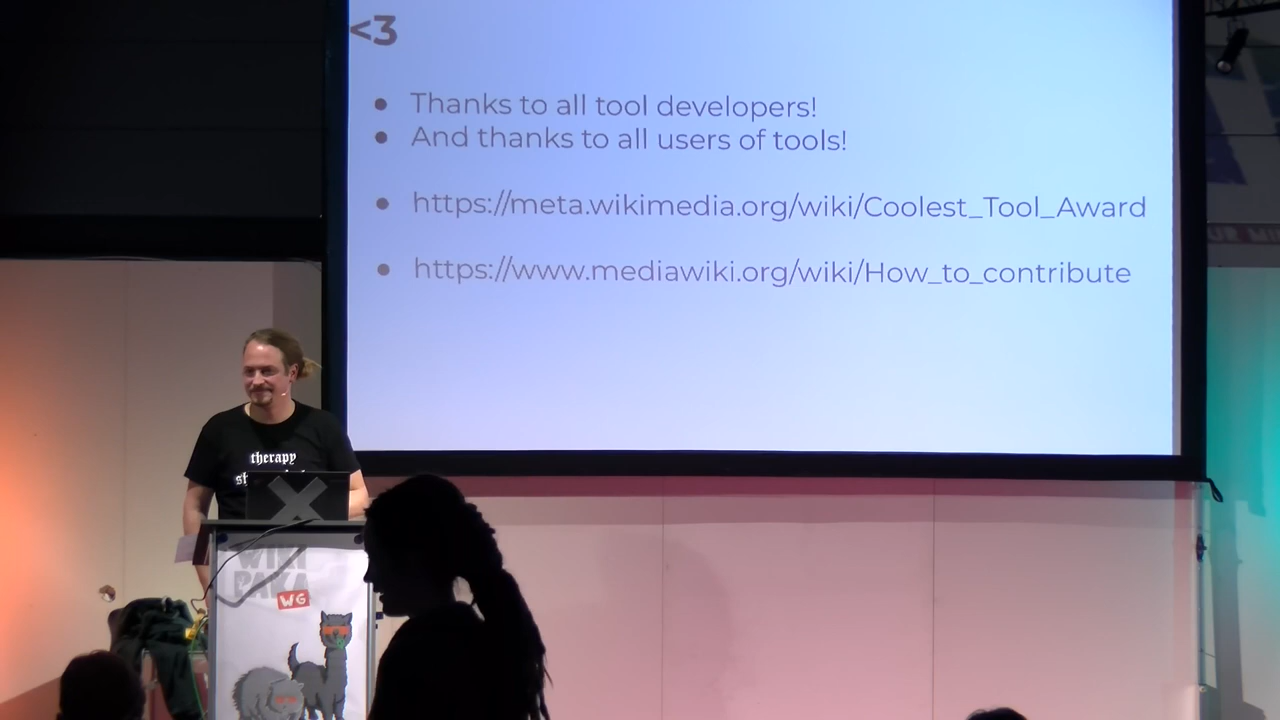 <3
Thanks to all tool developers!
And thanks to all users of tools!
https://meta.wikimedia.org/wiki/Coolest_Tool_Award
https://www.mediawiki.org/wiki/How_to_contribute
therapy
WIKI
PAKA
WG